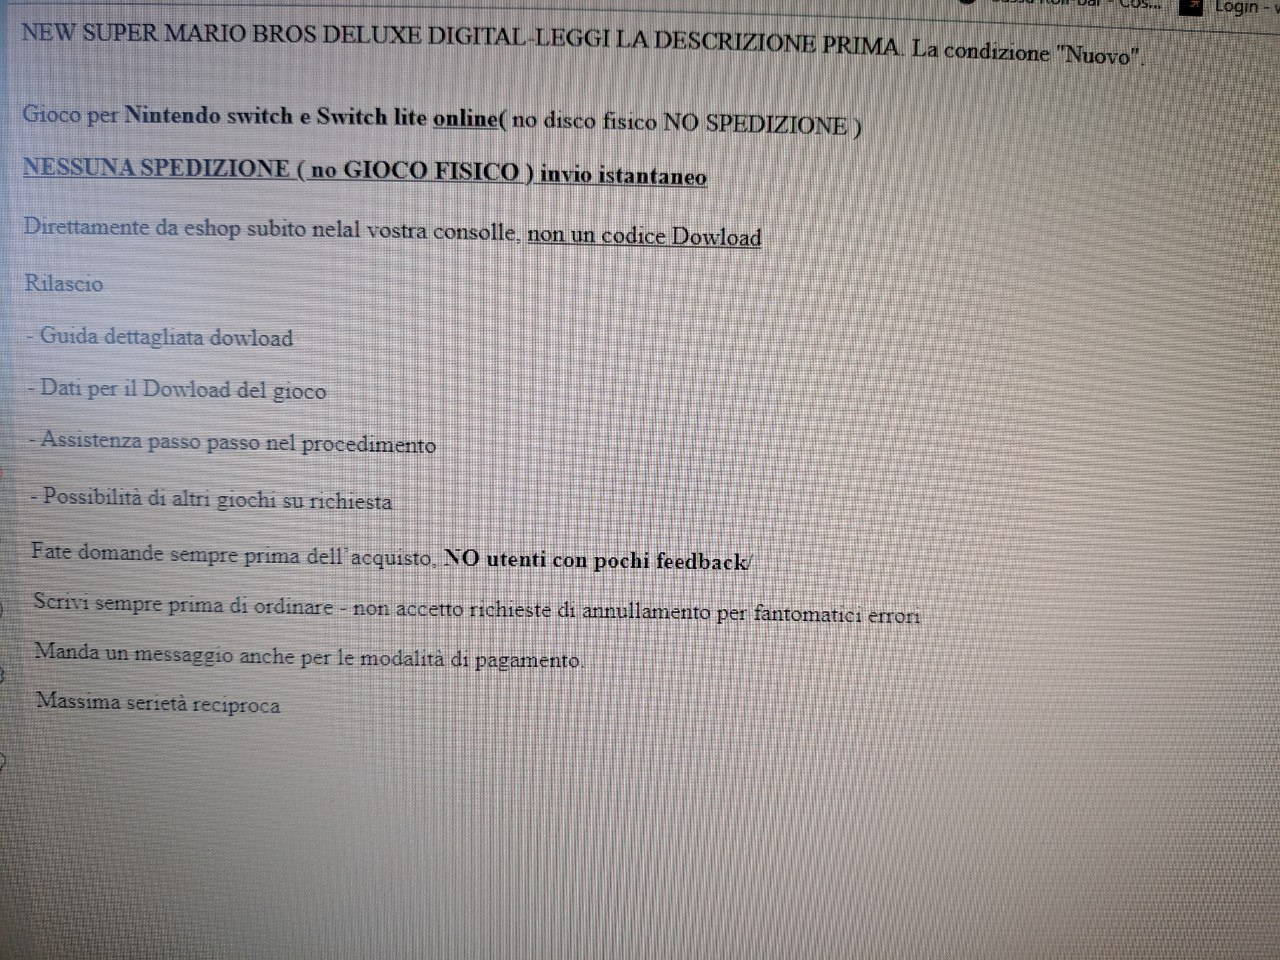 Cos...
Login -
NEW SUPER MARIO BROS DELUXE DIGITAL-LEGGI LA DESCRIZIONE PRIMA. La condizione "Nuovo".
Gioco per Nintendo switch e Switch lite online( no disco fisico NO SPEDIZIONE )
NESSUNA SPEDIZIONE ( no GIOCO FISICO ) invio istantaneo
Direttamente da eshop subito nelal vostra consolle, non un codice Dowload
Rilascio
- Guida dettagliata dowload
- Dati per il Dowload del gioco
- Assistenza passo passo nel procedimento
- Possibilità di altri giochi su richiesta
Fate domande sempre prima dell'acquisto, NO utenti con pochi feedback/
Scrivi sempre prima di ordinare - non accetto richieste di annullamento per fantomatici errori
Manda un messaggio anche per le modalità di pagamento.
Massima serietà reciproca